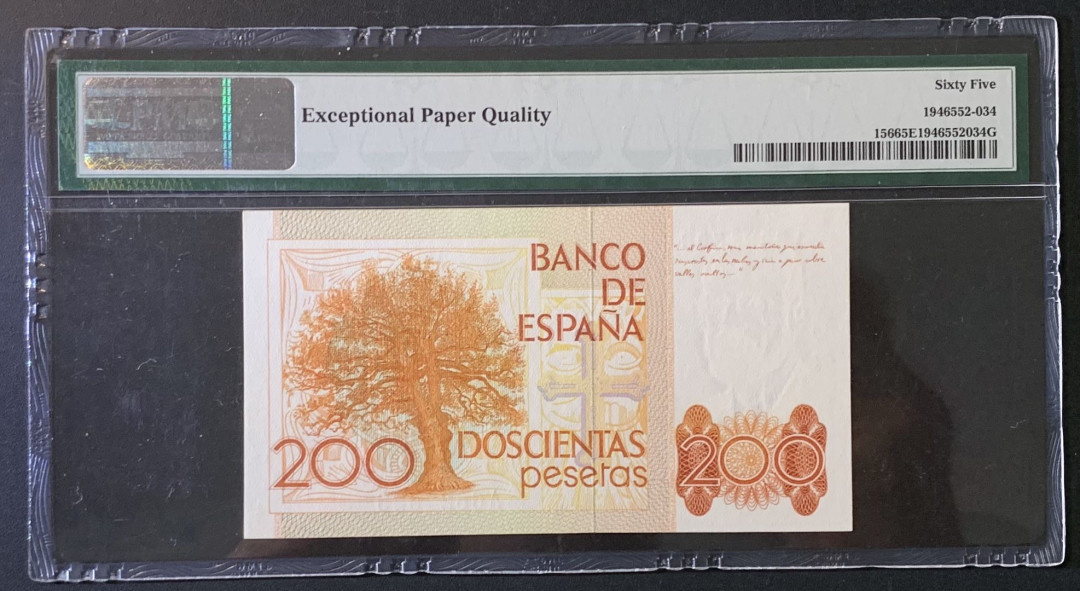 Sixty Five
Exceptional Paper Quality
1946552-034
15665E1946552034G
BANCO
DE
ESPAÑA
200
DOSCIENTAS
pesetas
200